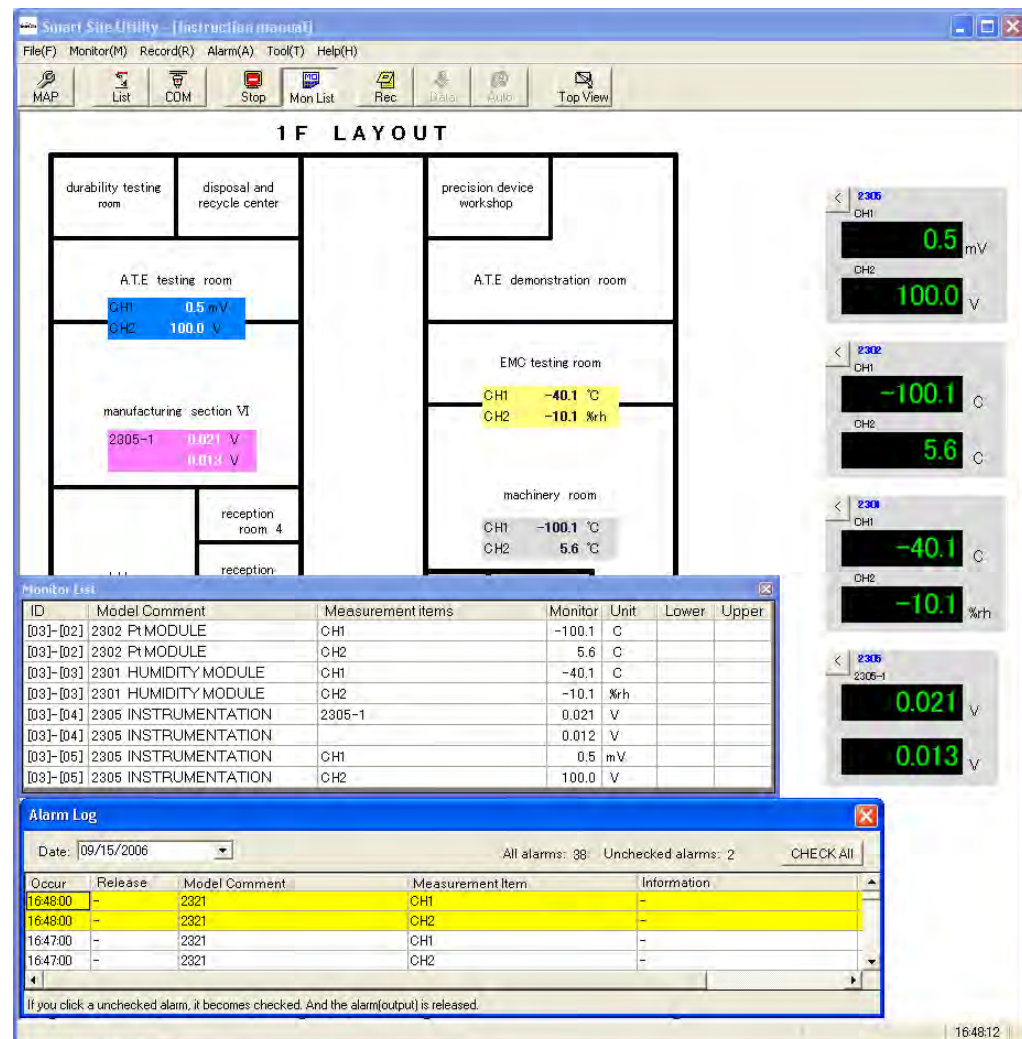 Smart Site Utility - [Instruction manual]
File(F) Monitor(M) Record(R) Alarm(A) Tool(T) Help(H)
MAP List COM Stop Mon List Rec Data Auto Top View
1F LAYOUT
durability testing room
disposal and recycle center
precision device workshop
A.T.E testing room
CH1 0.5 mV
CH2 100.0 V
A.T.E demonstration room
EMC testing room
CH1 -40.1 ℃
CH2 -10.1 %rh
manufacturing section Ⅵ
2305-1 0.021 V
0.013 V
machinery room
CH1 -100.1 ℃
CH2 5.6 ℃
reception room 4
reception
< 2305
CH1
0.5 mV
CH2
100.0 V
< 2302
CH1
-100.1 C
CH2
5.6 C
< 2301
CH1
-40.1 C
CH2
-10.1 %rh
< 2305
2305-1
0.021 V
0.013 V
Monitor List
ID Model Comment Measurement items Monitor Unit Lower Upper
[03]-[02] 2302 Pt MODULE CH1 -100.1 C
[03]-[02] 2302 Pt MODULE CH2 5.6 C
[03]-[03] 2301 HUMIDITY MODULE CH1 -40.1 C
[03]-[03] 2301 HUMIDITY MODULE CH2 -10.1 %rh
[03]-[04] 2305 INSTRUMENTATION 2305-1 0.021 V
[03]-[04] 2305 INSTRUMENTATION 0.012 V
[03]-[05] 2305 INSTRUMENTATION CH1 0.5 mV
[03]-[05] 2305 INSTRUMENTATION CH2 100.0 V
Alarm Log
Date: 09/15/2006 All alarms: 38 Unchecked alarms: 2 CHECK All
Occur Release Model Comment Measurement Item Information
16:48:00 - 2321 CH1 -
16:48:00 - 2321 CH2 -
16:47:00 - 2321 CH1 -
16:47:00 - 2321 CH2 -
If you click a unchecked alarm, it becomes checked. And the alarm(output) is released.
16:48:12